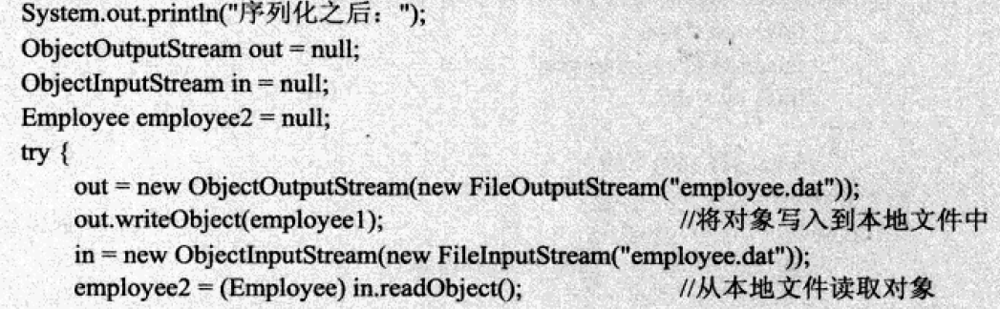 System.out.println("序列化之后：");
ObjectOutputStream out = null;
ObjectInputStream in = null;
Employee employee2 = null;
try {
out = new ObjectOutputStream(new FileOutputStream("employee.dat"));
out.writeObject(employee1); //将对象写入到本地文件中
in = new ObjectInputStream(new FileInputStream("employee.dat"));
employee2 = (Employee) in.readObject(); //从本地文件读取对象